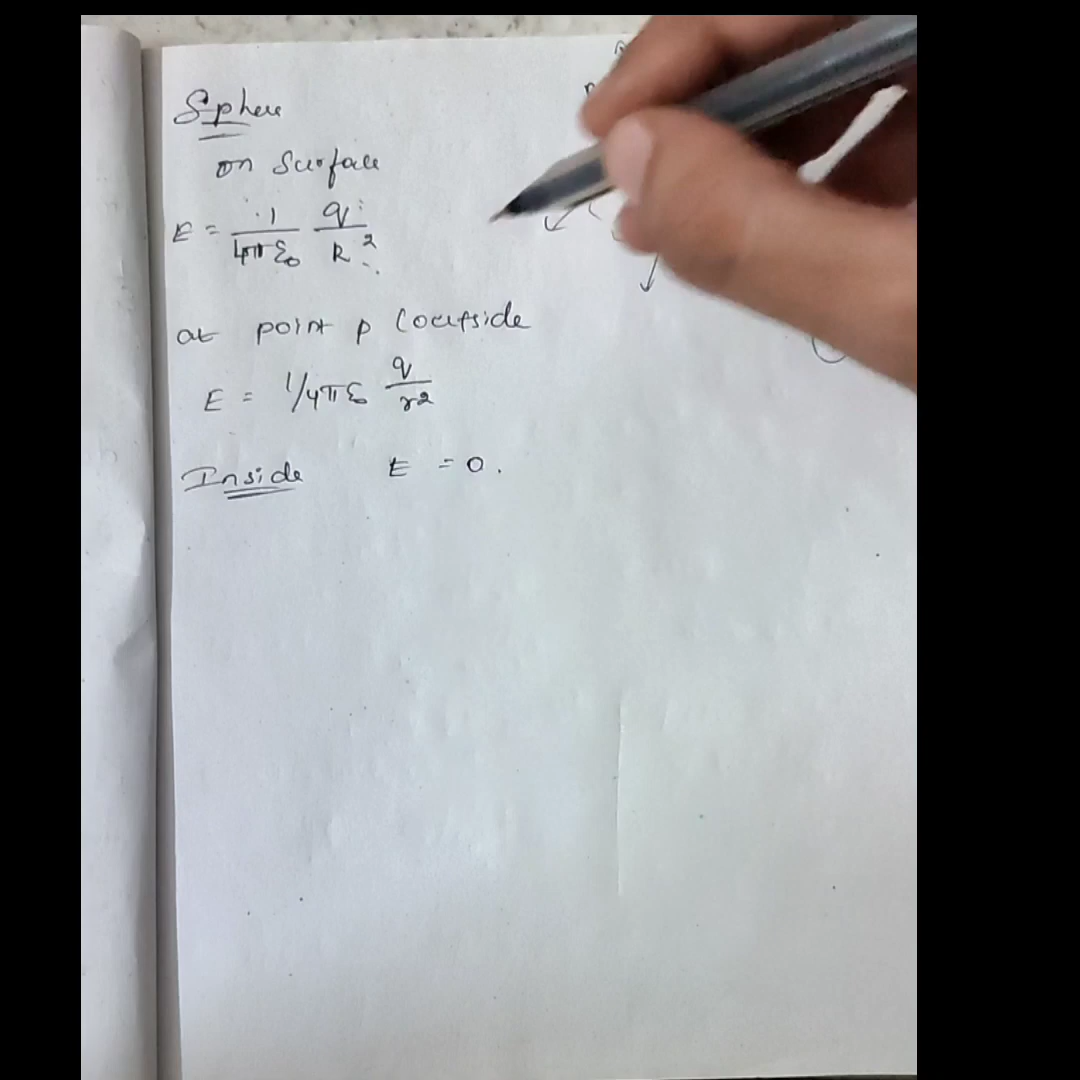 Sphere
on Surface
E = 1/4πε₀ q/R²
at point p (outside
E = 1/4πε₀ q/r²
Inside E = 0.